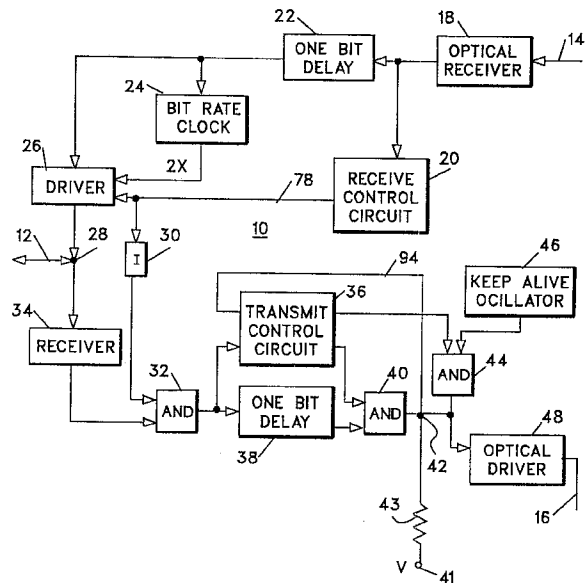 22
18
ONE BIT
DELAY
OPTICAL
RECEIVER
14
24
BIT RATE
CLOCK
26
DRIVER
2X
78
20
RECEIVE
CONTROL
CIRCUIT
12
28
30
I
10
94
46
KEEP ALIVE
OCILLATOR
36
TRANSMIT
CONTROL
CIRCUIT
34
RECEIVER
32
AND
40
AND
44
AND
ONE BIT
DELAY
38
42
48
OPTICAL
DRIVER
43
16
V
41